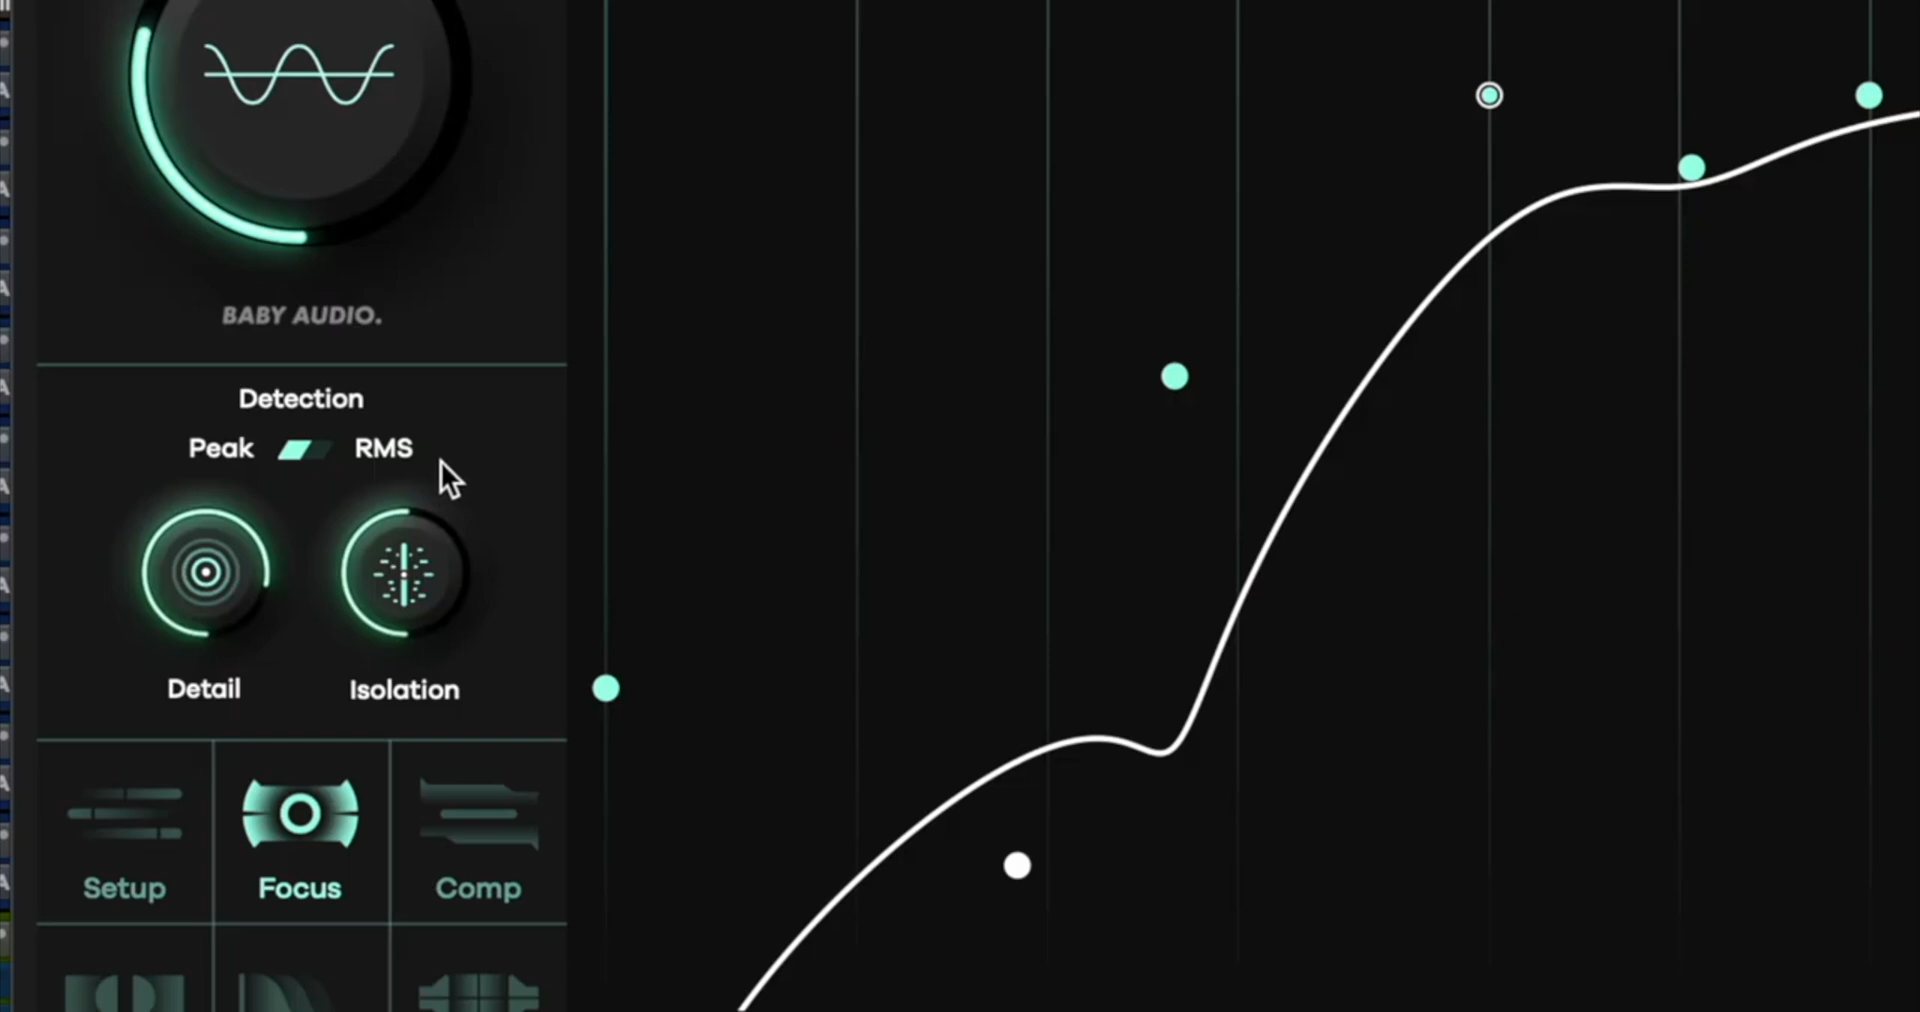 BABY AUDIO.
Detection
Peak RMS
Detail Isolation
Setup Focus Comp